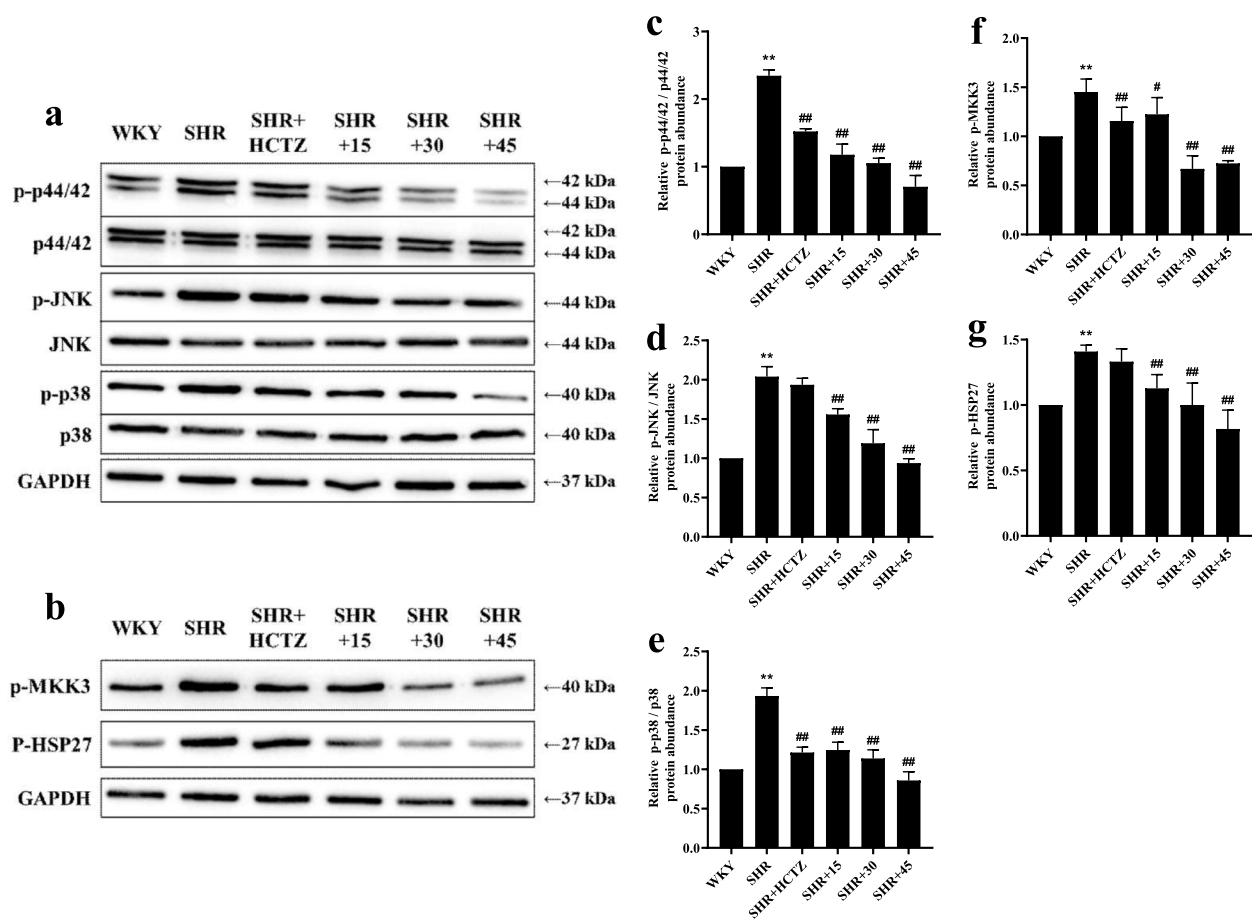 a
WKY SHR SHR+ SHR SHR SHR
HCTZ +15 +30 +45
p-p44/42 ←42 kDa
←44 kDa
p44/42 ←42 kDa
←44 kDa
p-JNK ←44 kDa
JNK ←44 kDa
p-p38 ←40 kDa
p38 ←40 kDa
GAPDH ←37 kDa
b
WKY SHR SHR+ SHR SHR SHR
HCTZ +15 +30 +45
p-MKK3 ←40 kDa
P-HSP27 ←27 kDa
GAPDH ←37 kDa
c
Relative p-p44/42 / p44/42
protein abundance
3
2
1
0
** ## ## ## ##
WKY SHR SHR+HCTZ SHR+15 SHR+30 SHR+45
d
Relative p-JNK / JNK
protein abundance
2.5
2.0
1.5
1.0
0.5
0.0
** ## ## ##
WKY SHR SHR+HCTZ SHR+15 SHR+30 SHR+45
e
Relative p-p38 / p38
protein abundance
2.5
2.0
1.5
1.0
0.5
0.0
** ## ## ## ##
WKY SHR SHR+HCTZ SHR+15 SHR+30 SHR+45
f
Relative p-MKK3
protein abundance
2.0
1.5
1.0
0.5
0.0
** ## # ## ##
WKY SHR SHR+HCTZ SHR+15 SHR+30 SHR+45
g
Relative p-HSP27
protein abundance
1.5
1.0
0.5
0.0
** ## ## ##
WKY SHR SHR+HCTZ SHR+15 SHR+30 SHR+45